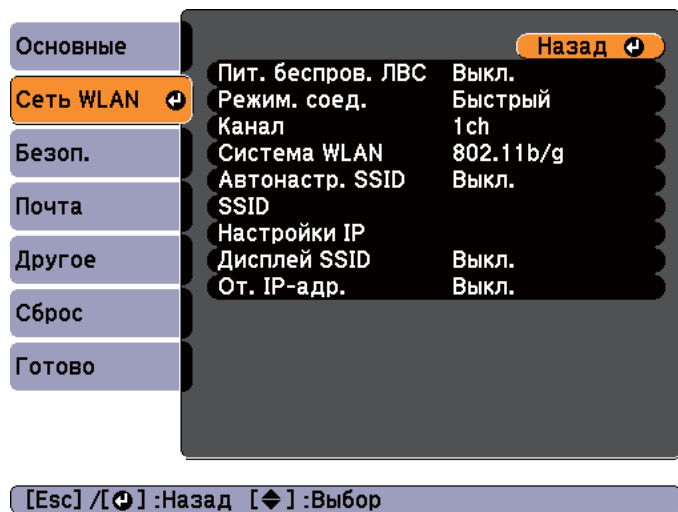 Основные
Сеть WLAN
Безоп.
Почта
Другое
Сброс
Готово
Назад
Пит. беспров. ЛВС Выкл.
Режим. соед. Быстрый
Канал 1ch
Система WLAN 802.11b/g
Автонастр. SSID Выкл.
SSID
Настройки IP
Дисплей SSID Выкл.
От. IP-адр. Выкл.
[Esc] /[ ] :Назад [ ] :Выбор